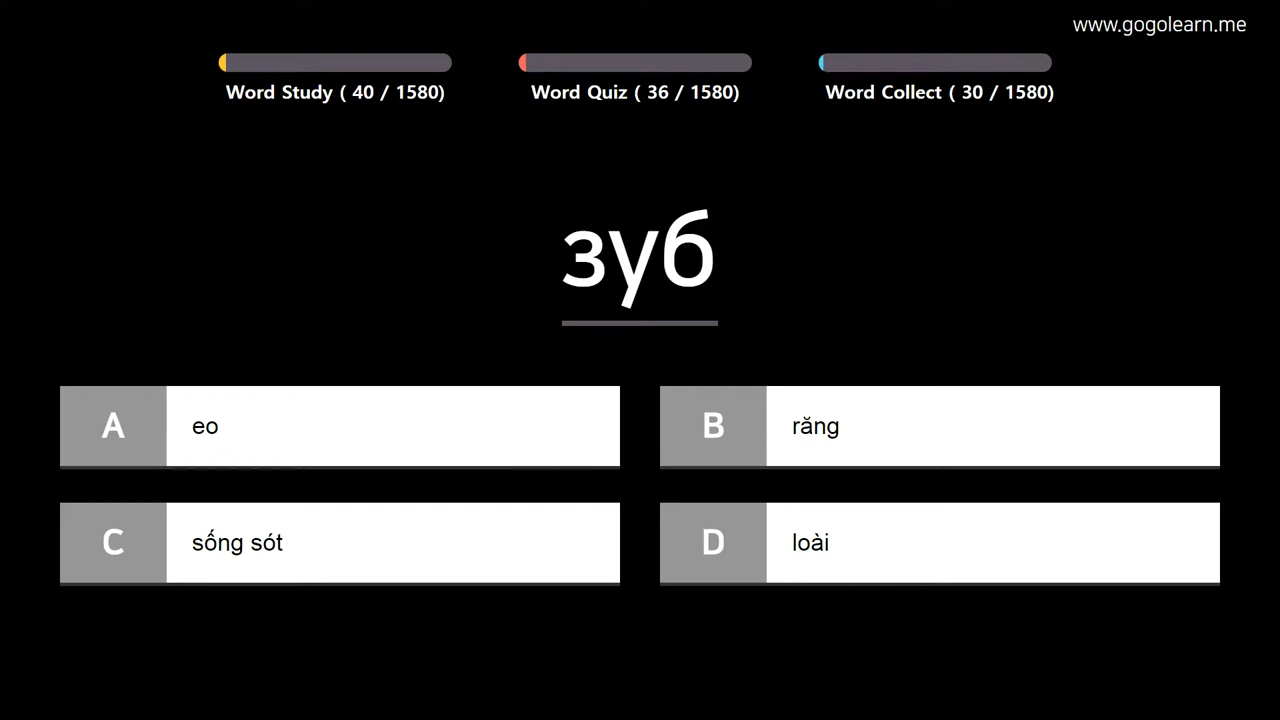 www.gogolearn.me
Word Study ( 40 / 1580)
Word Quiz ( 36 / 1580)
Word Collect ( 30 / 1580)
зуб
A eo
B răng
C sống sót
D loài